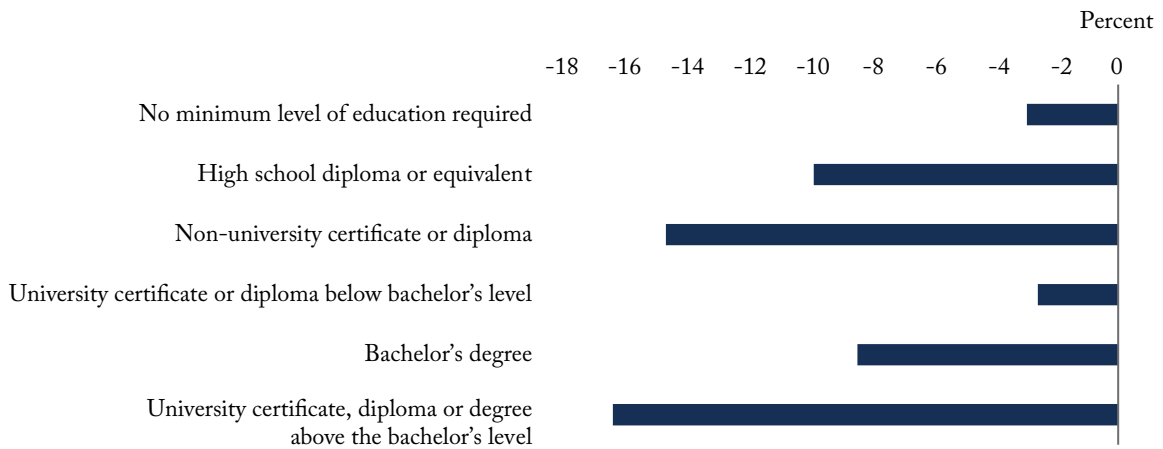 Percent
-18 -16 -14 -12 -10 -8 -6 -4 -2 0
No minimum level of education required
High school diploma or equivalent
Non-university certificate or diploma
University certificate or diploma below bachelor’s level
Bachelor’s degree
University certificate, diploma or degree
above the bachelor’s level